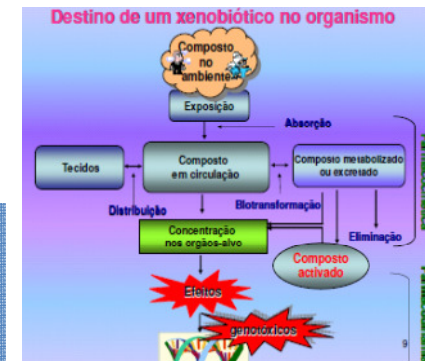 Destino de um xenobiótico no organismo
Composto
no
ambiente
Exposição
Absorção
Tecidos
Composto
em circulação
Composto metabolizado
ou excretado
Distribuição
Biotransformação
Eliminação
Concentração
nos orgãos-alvo
Composto
activado
Efeitos
genotóxicos
9